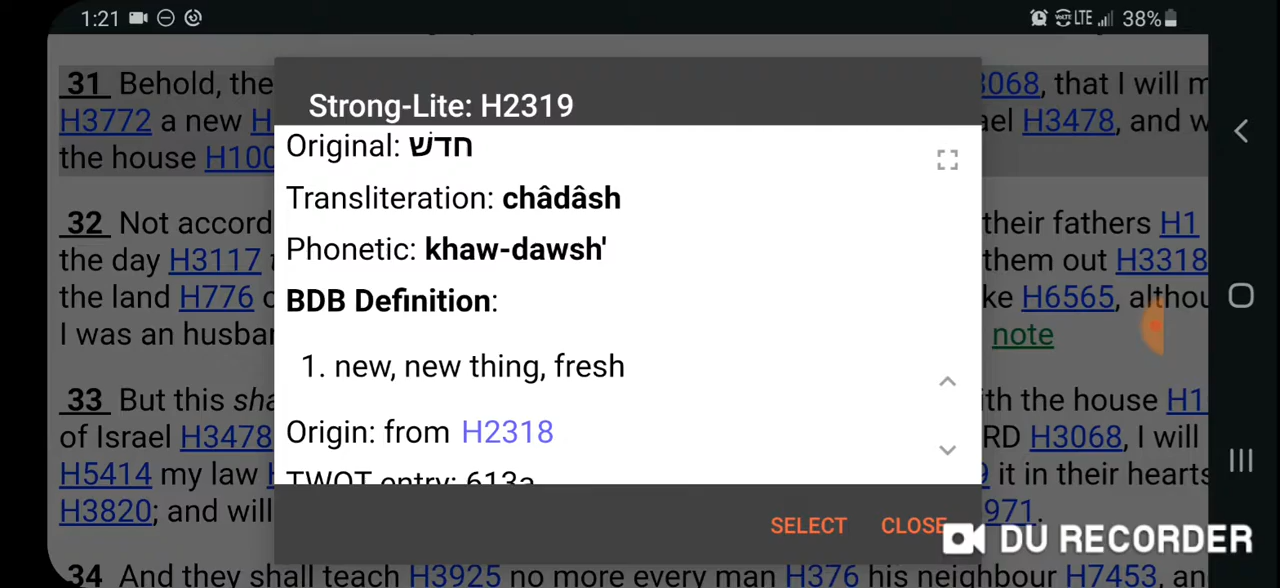 1:21 LTE 38%
31 Behold, the 3068, that I will m
Strong-Lite: H2319
H3772 a new H ael H3478, and w
Original: חדשׁ
the house H100
Transliteration: châdâsh
32 Not accord their fathers H1
Phonetic: khaw-dawsh'
the day H3117 them out H3318
BDB Definition:
the land H776 ke H6565, althou
I was an husban note
1. new, new thing, fresh
33 But this sha ith the house H1
Origin: from H2318
of Israel H3478 RD H3068, I will
H5414 my law it in their hearts
TWOT entry: 613a
H3820; and will 971.
SELECT CLOSE
DU RECORDER
34 And they shall teach H3925 no more every man H376 his neighbour H7453, an